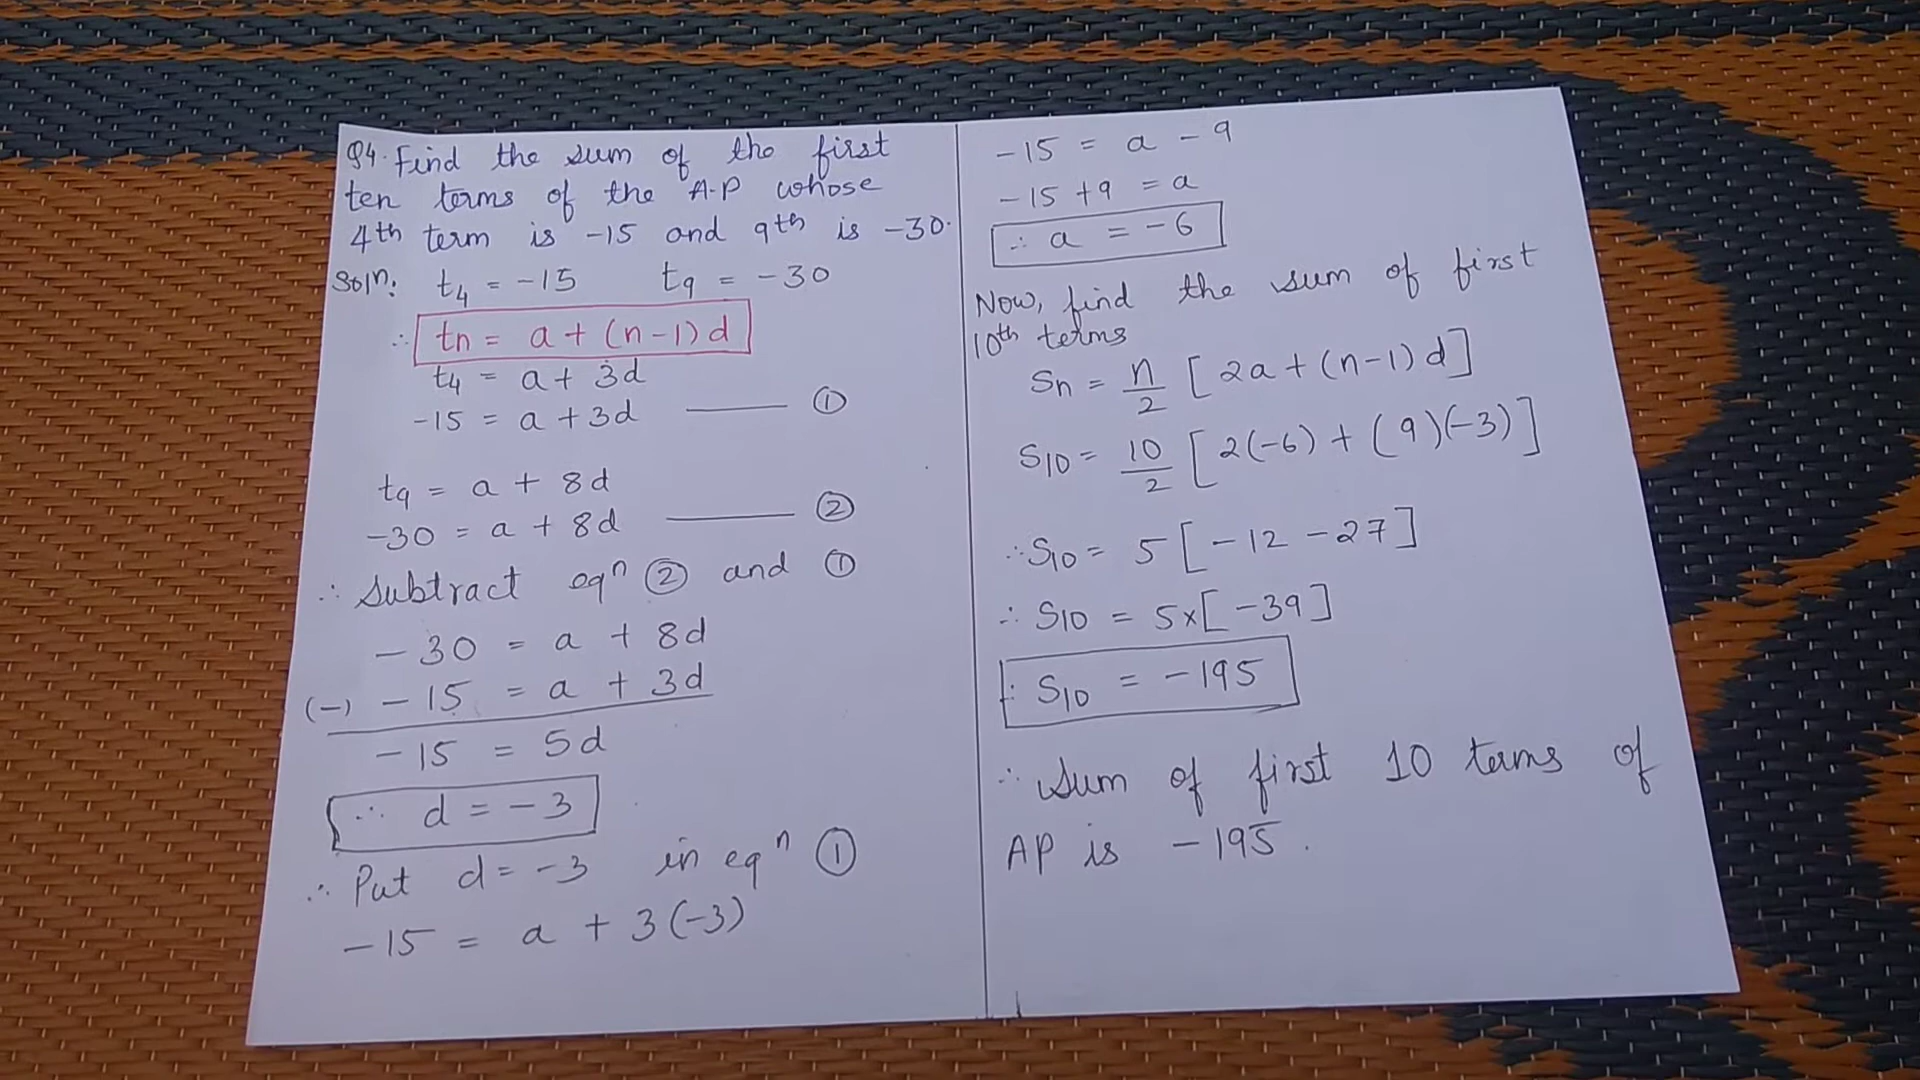 Q4. Find the sum of the first
ten terms of the A.P whose
4th term is -15 and 9th is -30.
Soln: t4 = -15 t9 = -30
∴ tn = a + (n-1)d
t4 = a + 3d
-15 = a + 3d —— ①
t9 = a + 8d
-30 = a + 8d —— ②
∴ Subtract eqn ② and ①
-30 = a + 8d
(-) -15 = a + 3d
-15 = 5d
∴ d = -3
∴ Put d = -3 in eqn ①
-15 = a + 3(-3)
-15 = a - 9
-15 + 9 = a
∴ a = -6
Now, find the sum of first
10th terms
Sn = n/2 [2a + (n-1)d]
S10 = 10/2 [2(-6) + (9)(-3)]
∴ S10 = 5[-12 -27]
∴ S10 = 5×[-39]
∴ S10 = -195
∴ Sum of first 10 terms of
AP is -195.